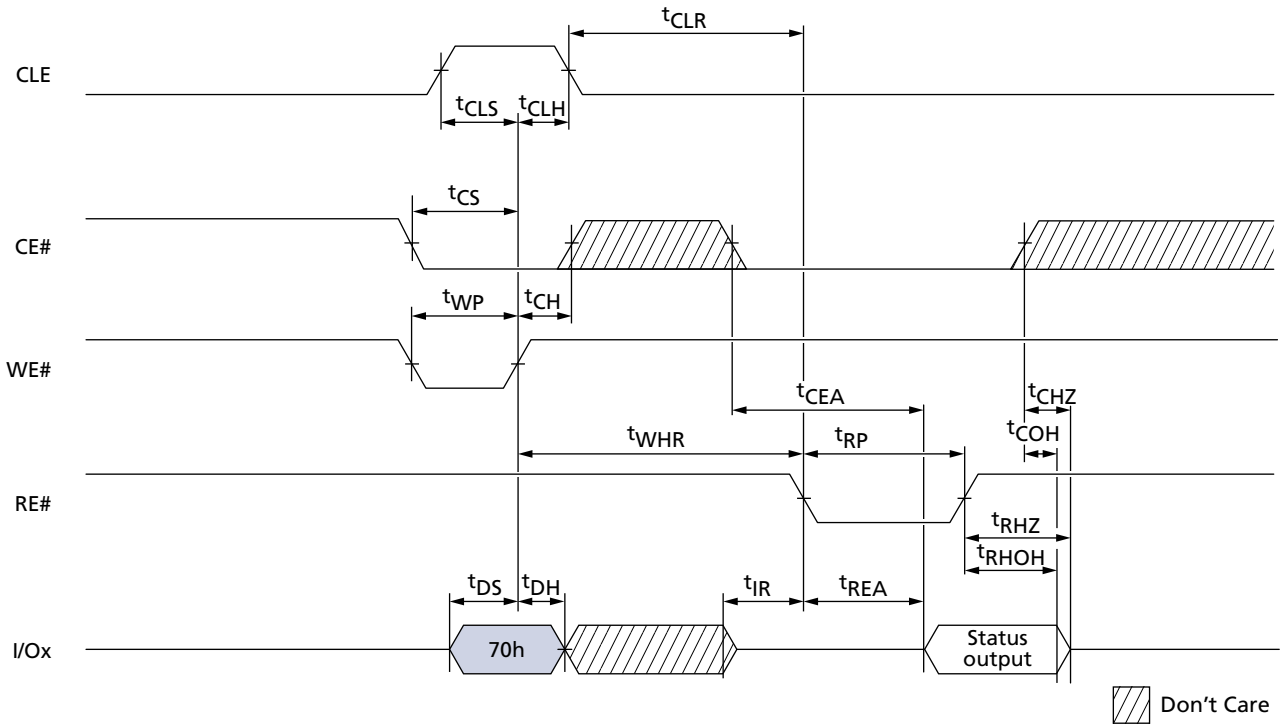 tCLR
CLE
tCLS tCLH
tCS
CE#
tWP tCH
WE#
tCEA
tCHZ
tCOH
tWHR
tRP
RE#
tRHZ
tRHOH
tDS tDH
tIR
tREA
I/Ox
70h
Status
output
Don't Care